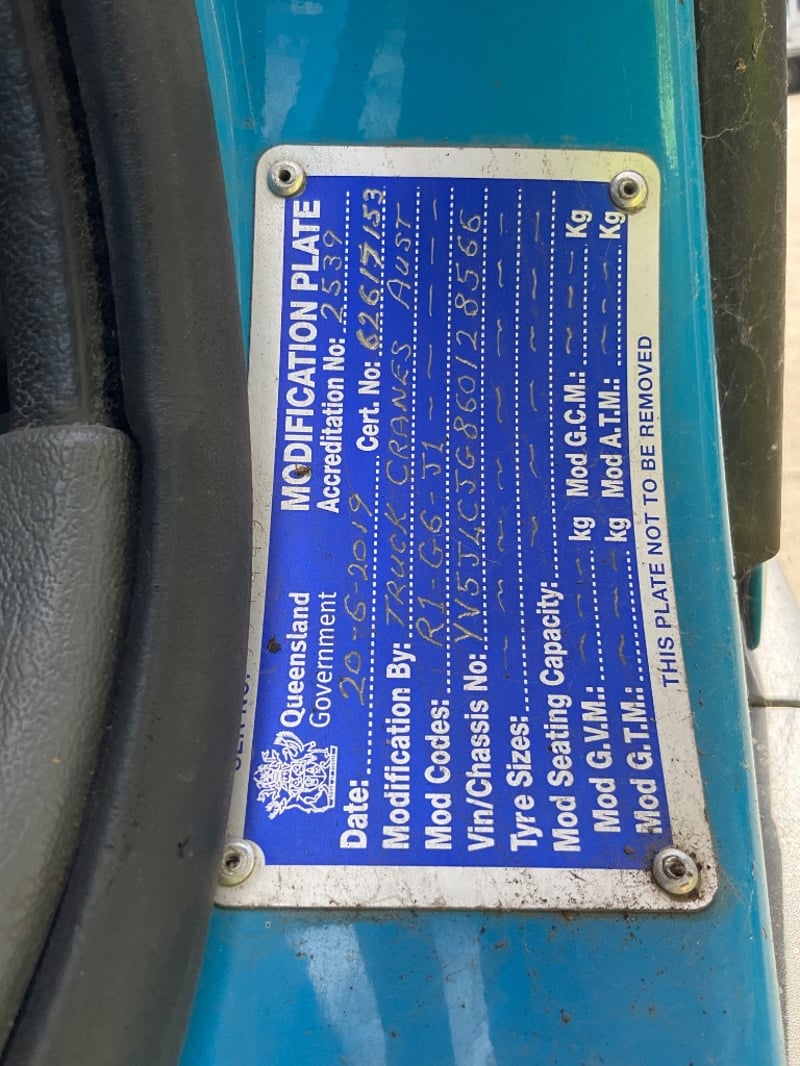 Queensland
Government
MODIFICATION PLATE
Accreditation No: 2539
Date: 20-6-2019 Cert. No: 62617153
Modification By: TRUCK CRANES AUST
Mod Codes: R1-G6-J1 - - - -
Vin/Chassis No: YV5J4CJG860128566
Tyre Sizes: ~ ~ ~ ~ ~ ~ ~
Mod Seating Capacity: ~ ~ ~ ~ ~ ~
Mod G.V.M.: ~ ~ ~ kg Mod G.C.M.: ~ ~ ~ Kg
Mod G.T.M.: ~ ~ ~ kg Mod A.T.M.: ~ ~ ~ Kg
THIS PLATE NOT TO BE REMOVED